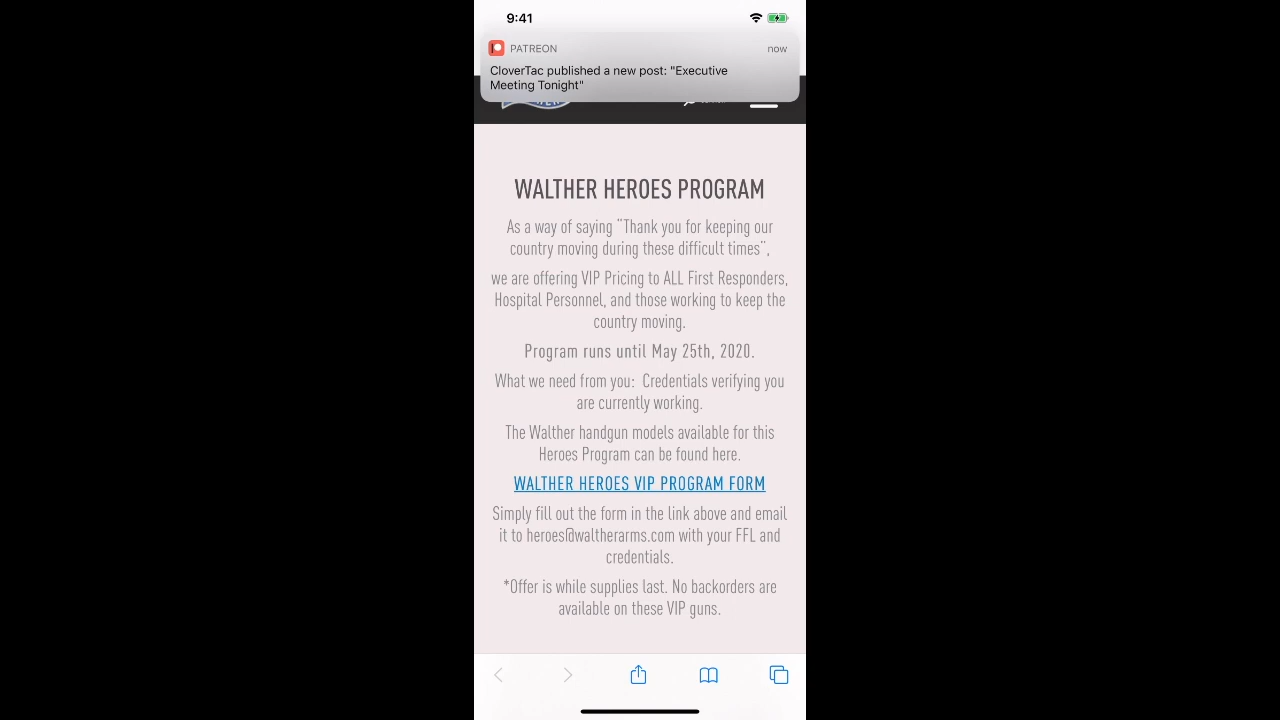 9:41
PATREON
now
CloverTac published a new post: "Executive
Meeting Tonight"
WALTHER HEROES PROGRAM
As a way of saying "Thank you for keeping our
country moving during these difficult times",
we are offering VIP Pricing to ALL First Responders,
Hospital Personnel, and those working to keep the
country moving.
Program runs until May 25th, 2020.
What we need from you: Credentials verifying you
are currently working.
The Walther handgun models available for this
Heroes Program can be found here.
WALTHER HEROES VIP PROGRAM FORM
Simply fill out the form in the link above and email
it to heroes@waltherarms.com with your FFL and
credentials.
*Offer is while supplies last. No backorders are
available on these VIP guns.